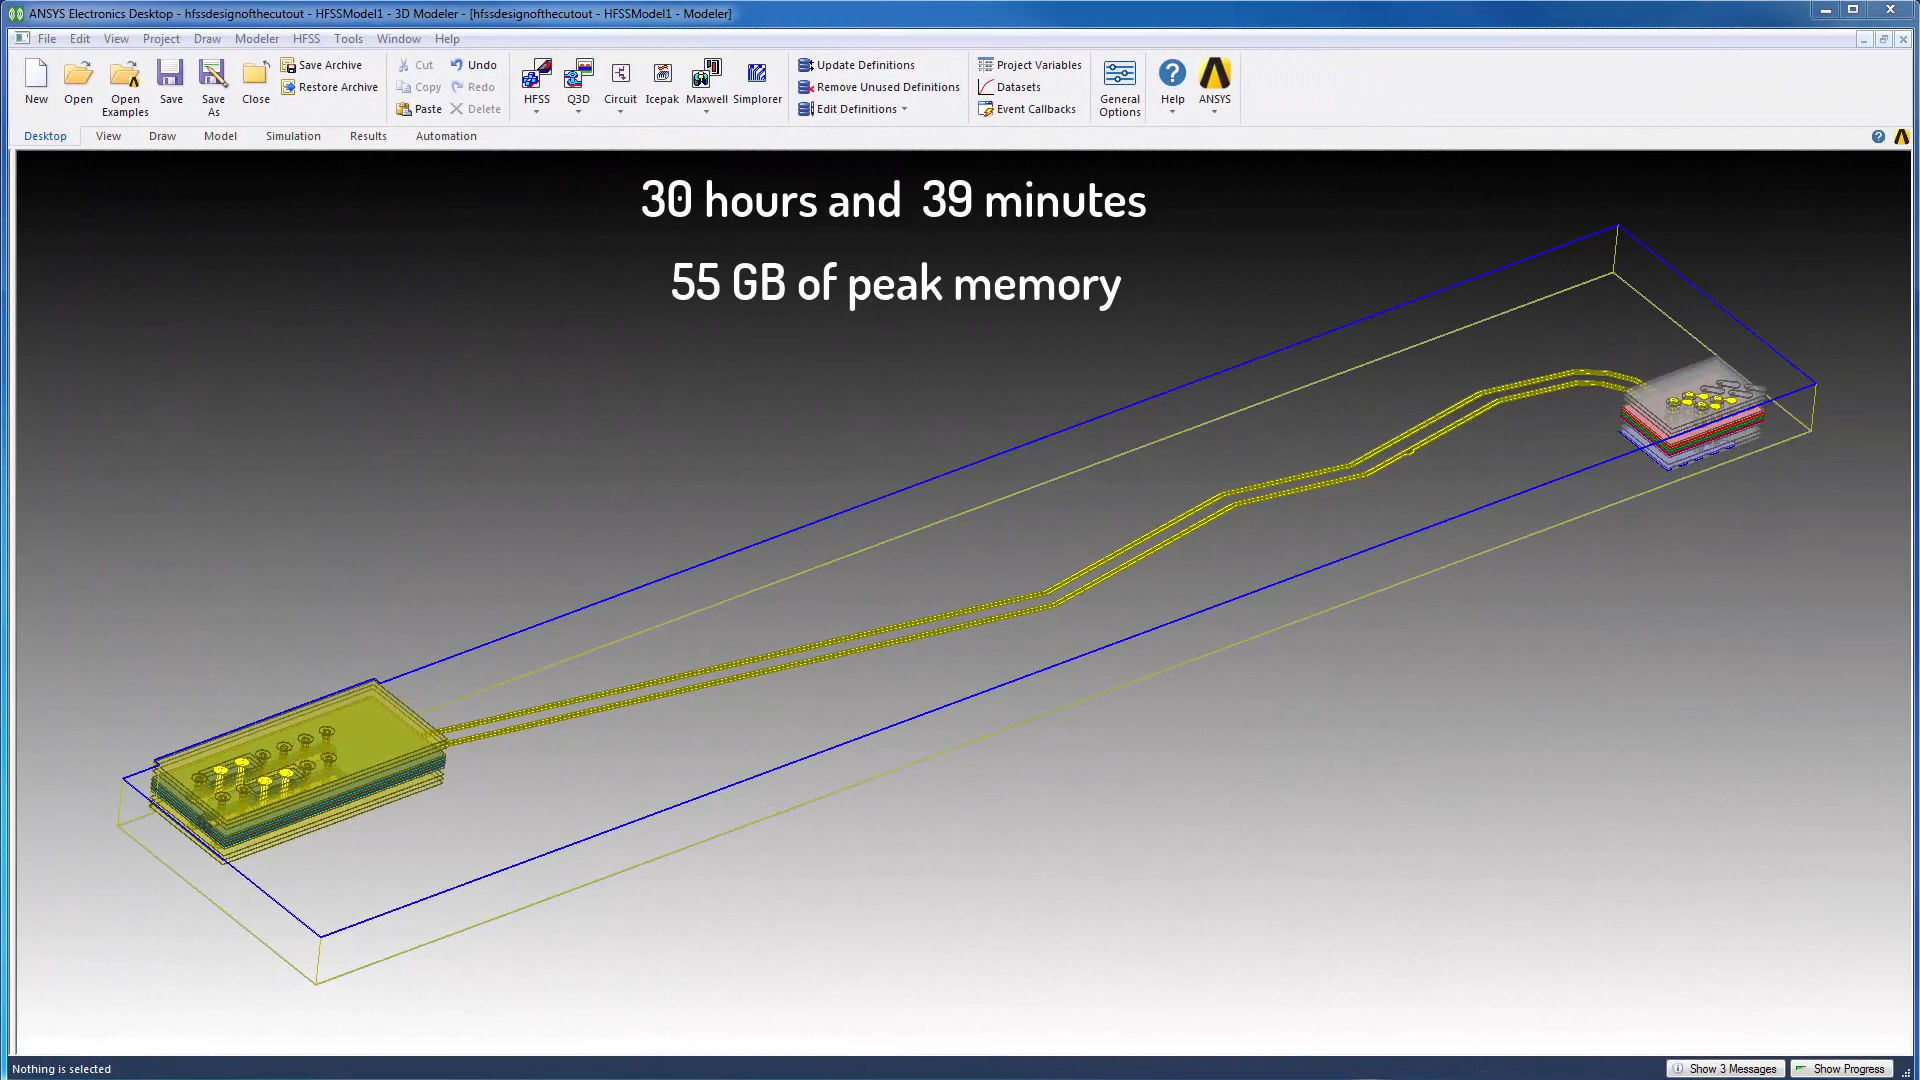 ANSYS Electronics Desktop - hfssdesignofthecutout - HFSSModel1 - 3D Modeler - [hfssdesignofthecutout - HFSSModel1 - Modeler]
File Edit View Project Draw Modeler HFSS Tools Window Help
New
Open
Open Examples
Save
Save As
Close
Save Archive
Restore Archive
Cut
Copy
Paste
Undo
Redo
Delete
HFSS
Q3D
Circuit
Icepak
Maxwell
Simplorer
Update Definitions
Remove Unused Definitions
Edit Definitions
Project Variables
Datasets
Event Callbacks
General Options
Help
ANSYS
Desktop View Draw Model Simulation Results Automation
30 hours and 39 minutes
55 GB of peak memory
Nothing is selected
Show 3 Messages
Show Progress